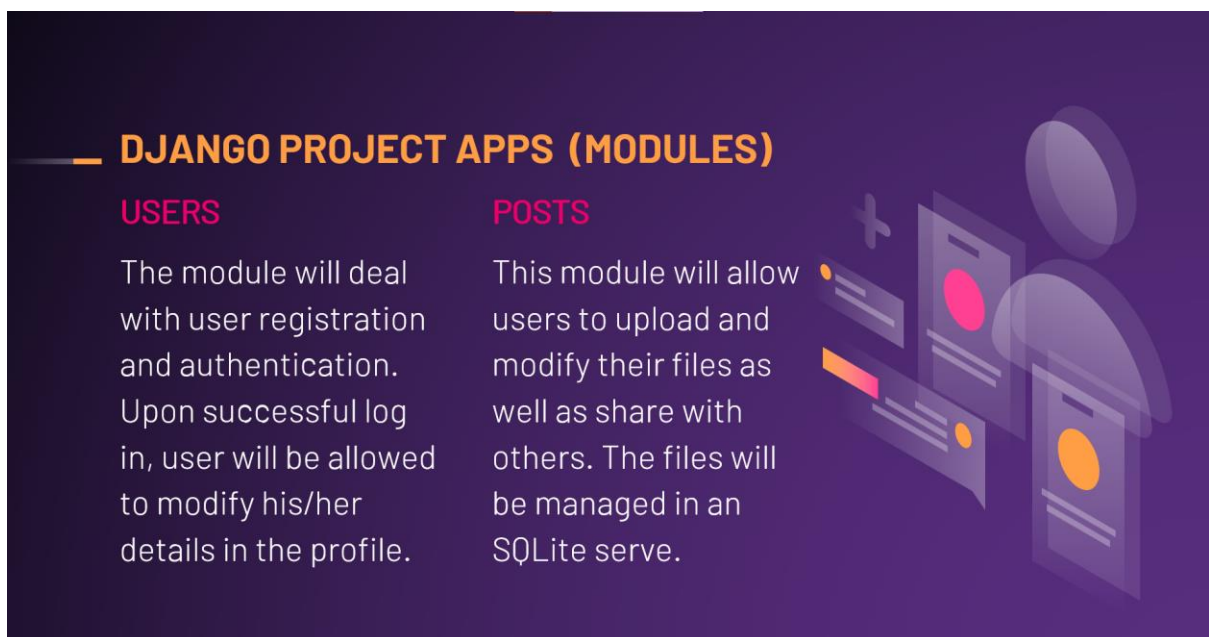 DJANGO PROJECT APPS (MODULES)
USERS
The module will deal
with user registration
and authentication.
Upon successful log
in, user will be allowed
to modify his/her
details in the profile.
POSTS
This module will allow
users to upload and
modify their files as
well as share with
others. The files will
be managed in an
SQLite serve.